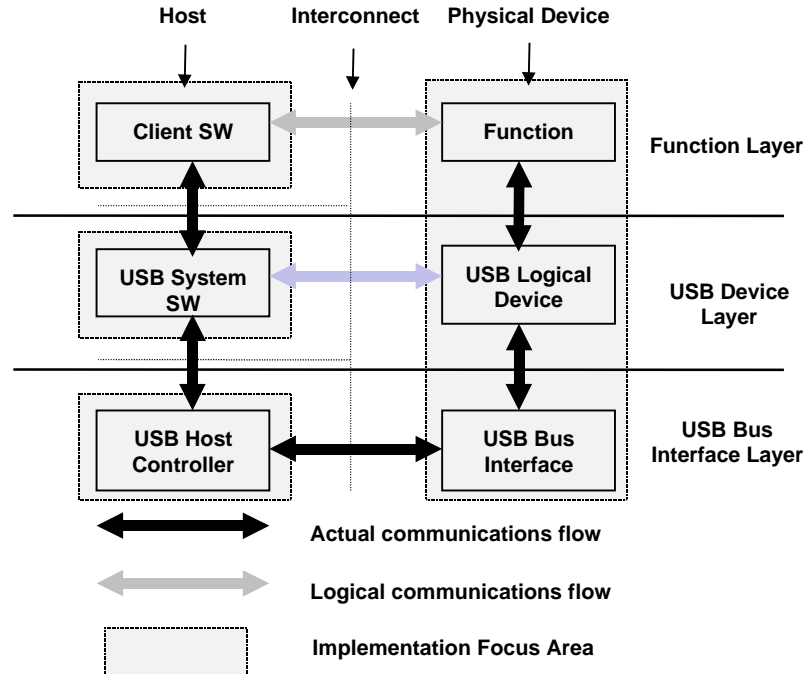 Host
Interconnect
Physical Device
Client SW
Function
Function Layer
USB System
SW
USB Logical
Device
USB Device
Layer
USB Host
Controller
USB Bus
Interface
USB Bus
Interface Layer
Actual communications flow
Logical communications flow
Implementation Focus Area